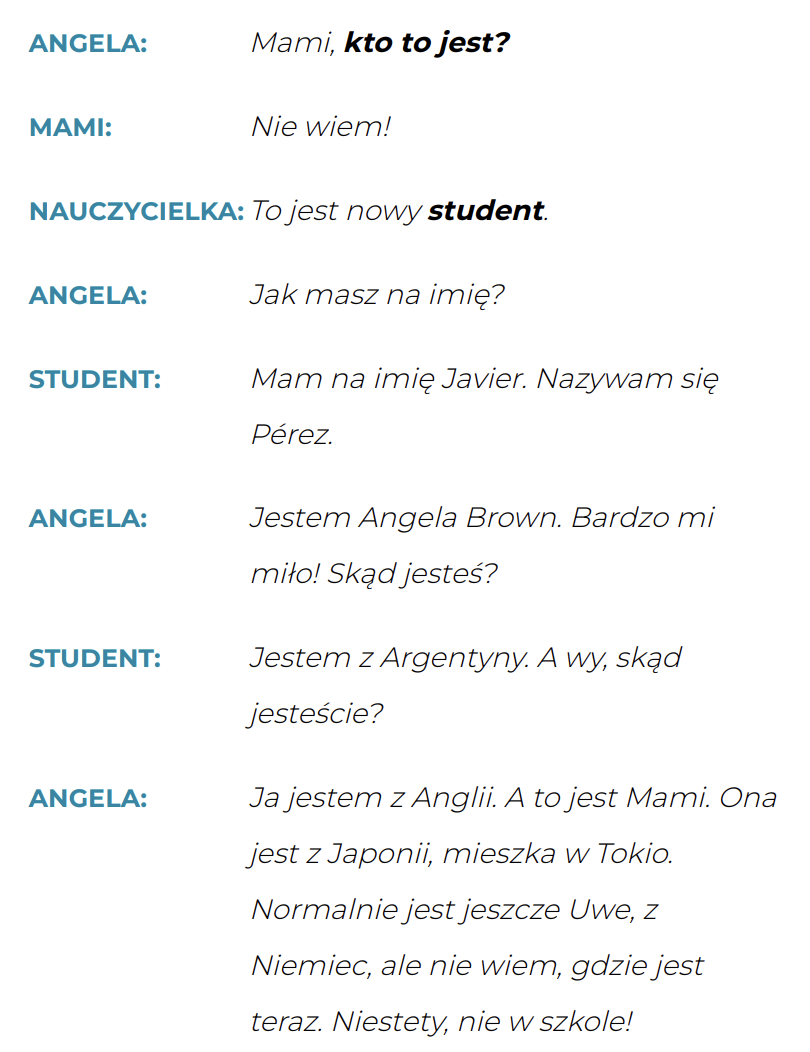 ANGELA: Mami, kto to jest?
MAMI: Nie wiem!
NAUCZYCIELKA: To jest nowy student.
ANGELA: Jak masz na imię?
STUDENT: Mam na imię Javier. Nazywam się
Pérez.
ANGELA: Jestem Angela Brown. Bardzo mi
miło! Skąd jesteś?
STUDENT: Jestem z Argentyny. A wy, skąd
jesteście?
ANGELA: Ja jestem z Anglii. A to jest Mami. Ona
jest z Japonii, mieszka w Tokio.
Normalnie jest jeszcze Uwe, z
Niemiec, ale nie wiem, gdzie jest
teraz. Niestety, nie w szkole!